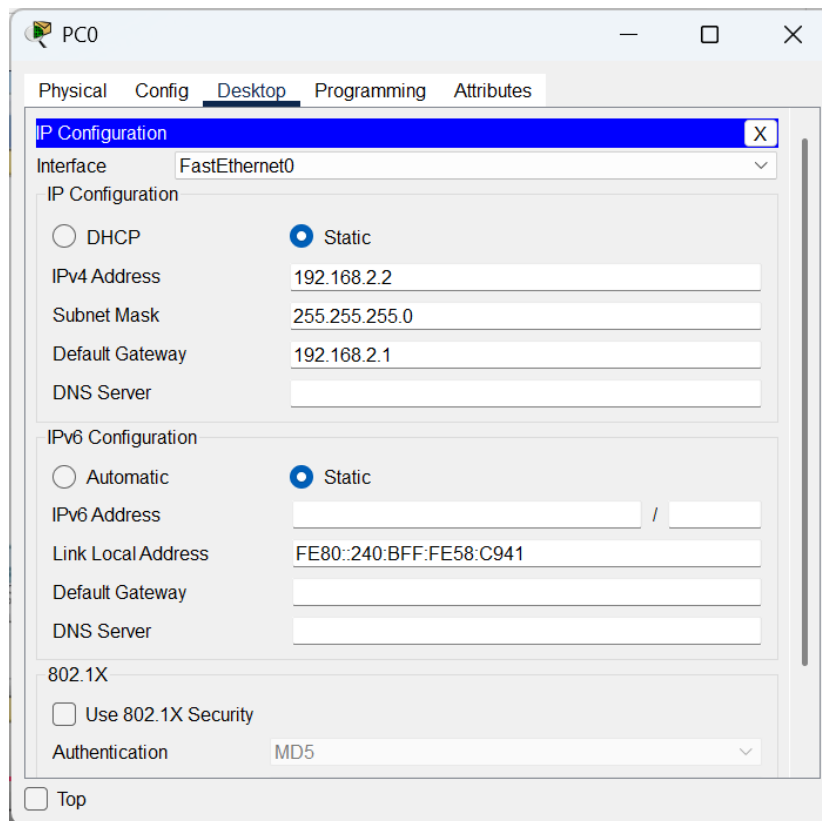 PC0
Physical Config Desktop Programming Attributes
IP Configuration X
Interface FastEthernet0
IP Configuration
DHCP Static
IPv4 Address 192.168.2.2
Subnet Mask 255.255.255.0
Default Gateway 192.168.2.1
DNS Server
IPv6 Configuration
Automatic Static
IPv6 Address /
Link Local Address FE80::240:BFF:FE58:C941
Default Gateway
DNS Server
802.1X
Use 802.1X Security
Authentication MD5
Top